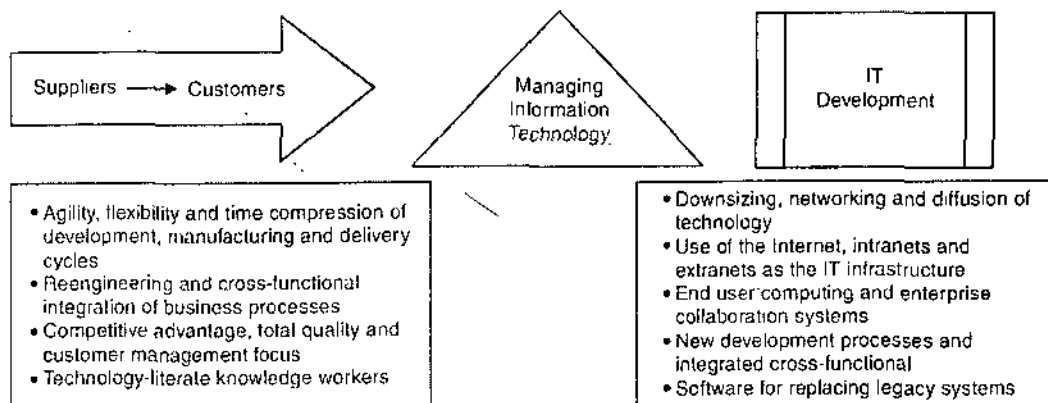 Suppliers → Customers
Managing
Information
Technology
IT
Development
• Agility, flexibility and time compression of
development, manufacturing and delivery
cycles
• Reengineering and cross-functional
integration of business processes
• Competitive advantage, total quality and
customer management focus
• Technology-literate knowledge workers
• Downsizing, networking and diffusion of
technology
• Use of the Internet, intranets and
extranets as the IT infrastructure
• End user computing and enterprise
collaboration systems
• New development processes and
integrated cross-functional
• Software for replacing legacy systems